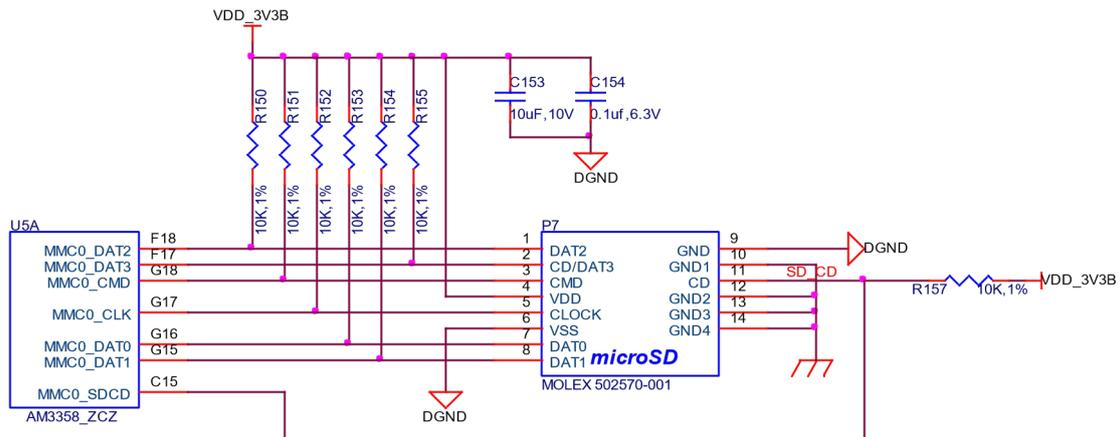 VDD_3V3B
R150
R151
R152
R153
R154
R155
10K,1%
10K,1%
10K,1%
10K,1%
10K,1%
10K,1%
C153
10uF,10V
C154
0.1uf,6.3V
DGND
U5A
MMC0_DAT2
MMC0_DAT3
MMC0_CMD
MMC0_CLK
MMC0_DAT0
MMC0_DAT1
MMC0_SDCD
F18
F17
G18
G17
G16
G15
C15
AM3358_ZCZ
DGND
P7
1
2
3
4
5
6
7
8
DAT2
CD/DAT3
CMD
VDD
CLOCK
VSS
DAT0
DAT1
microSD
GND
GND1
CD
GND2
GND3
GND4
9
10
11
12
13
14
MOLEX 502570-001
DGND
SD_CD
R157
10K,1%
VDD_3V3B